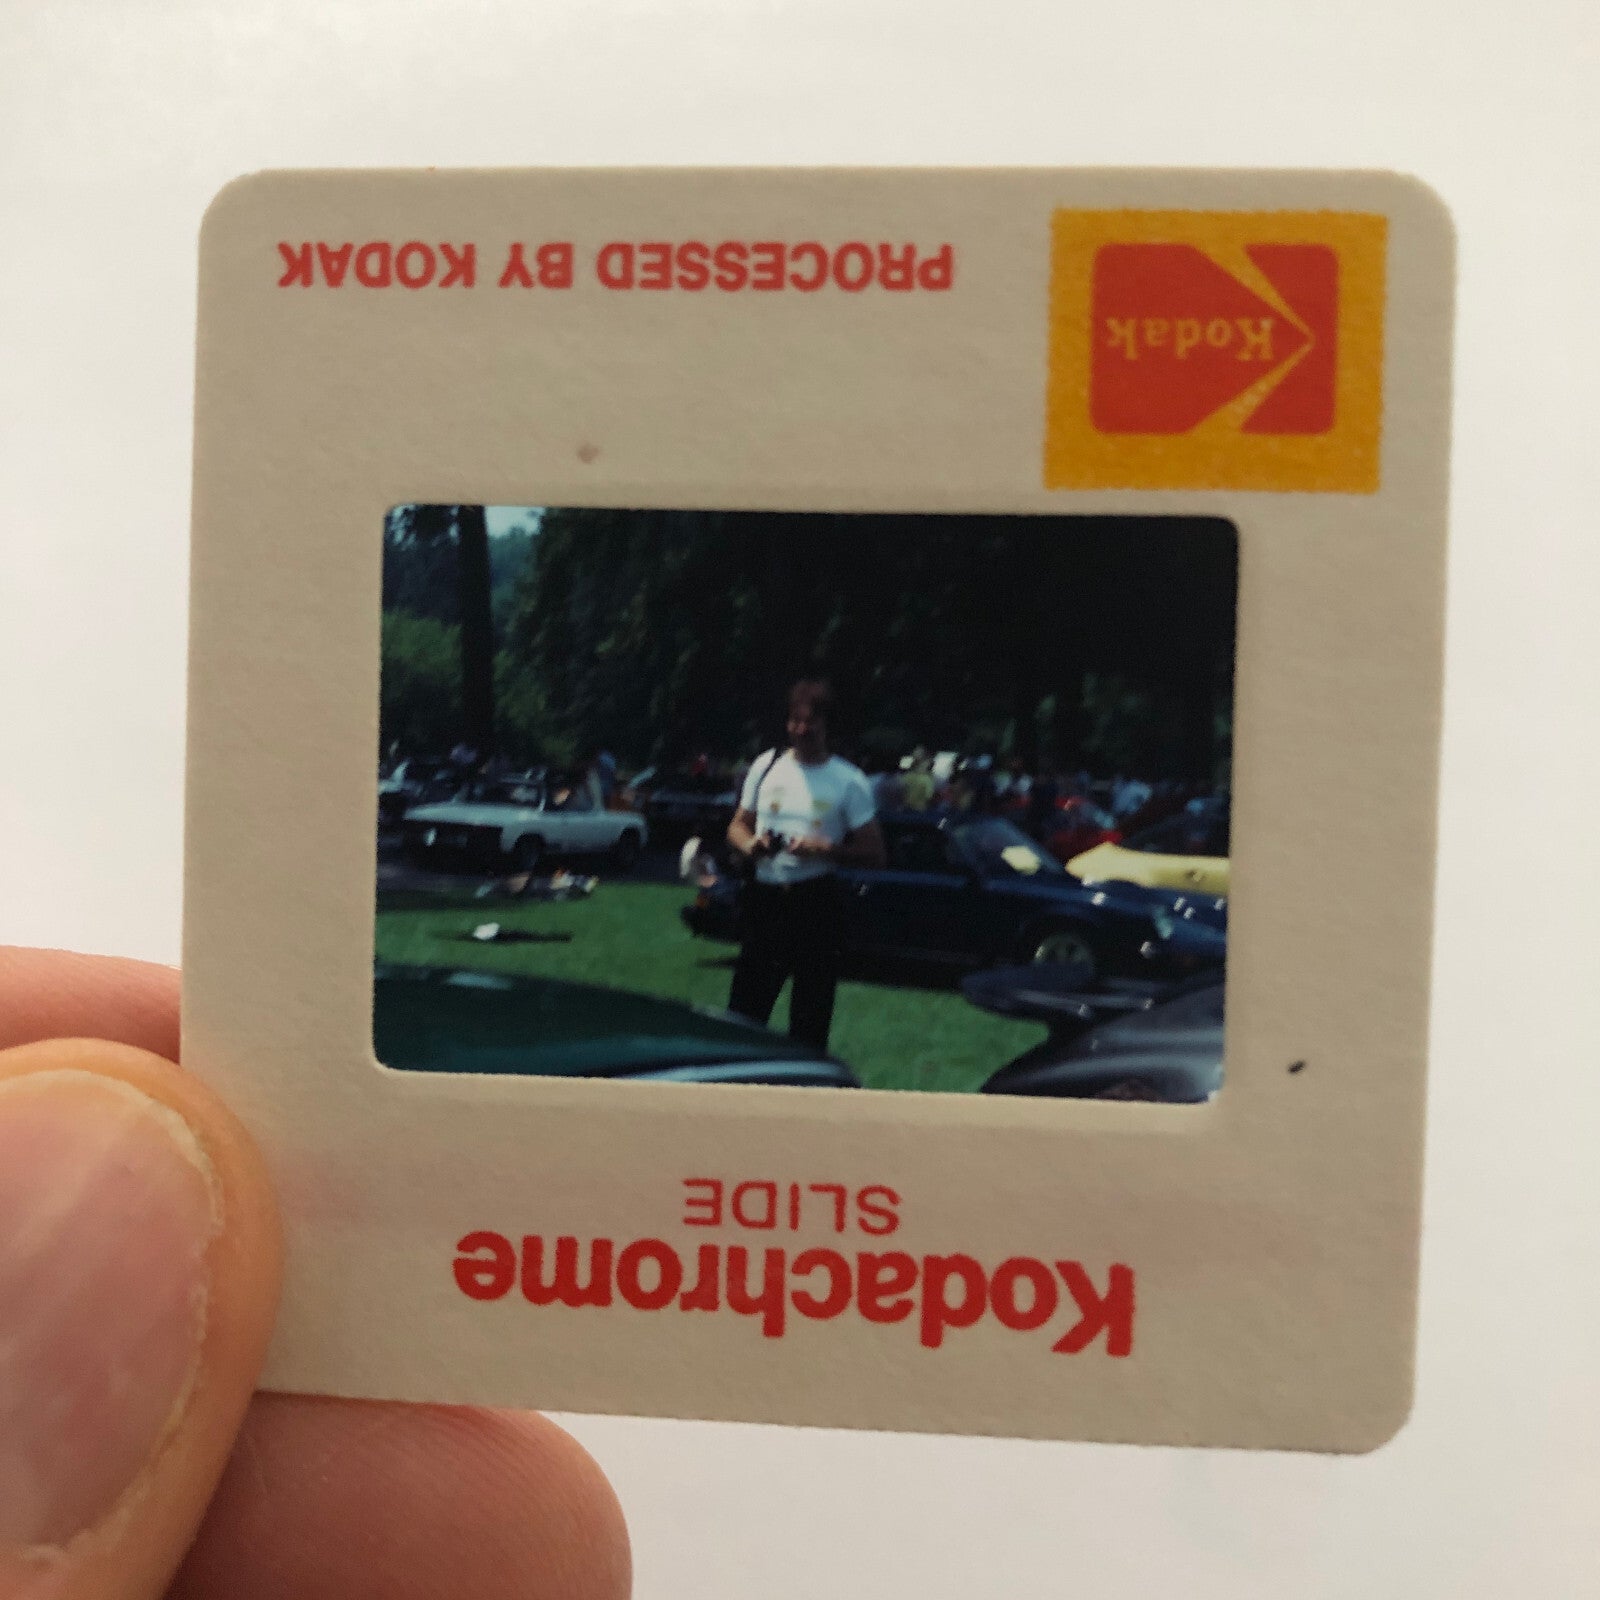 PROCESSED BY KODAK
Kodak
SLIDE
Kodachrome